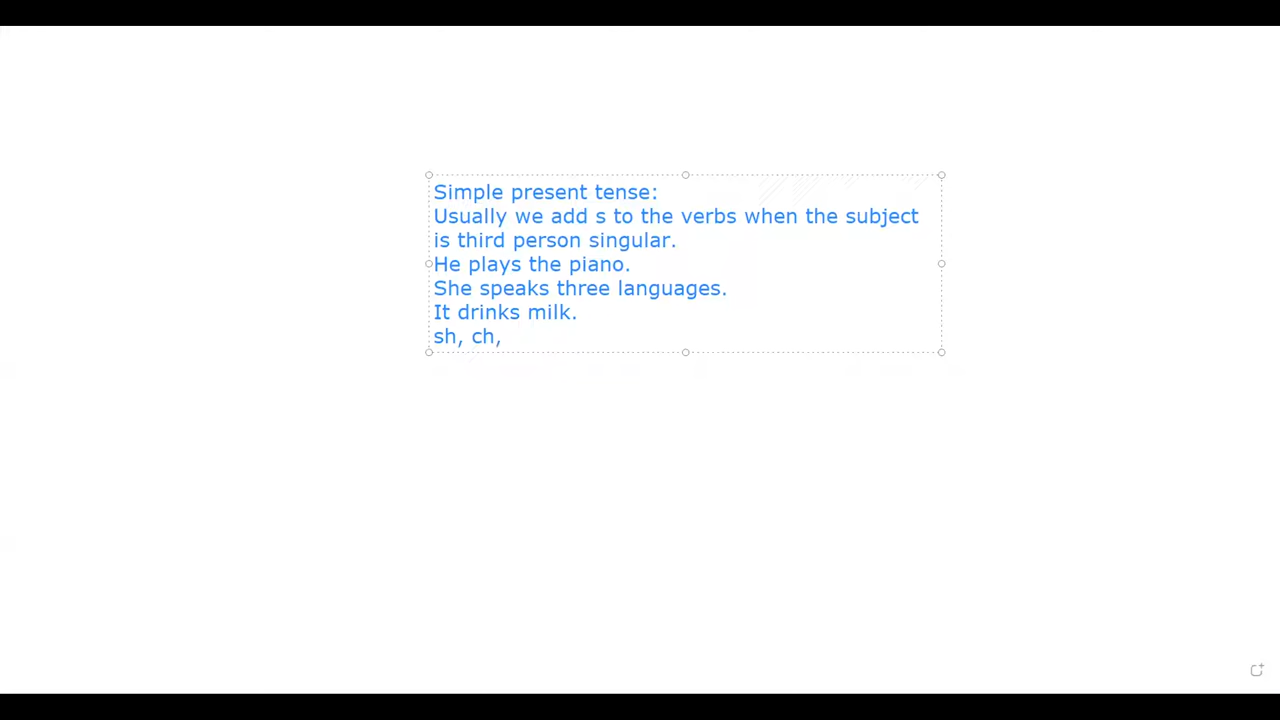 Simple present tense:
Usually we add s to the verbs when the subject
is third person singular.
He plays the piano.
She speaks three languages.
It drinks milk.
sh, ch,